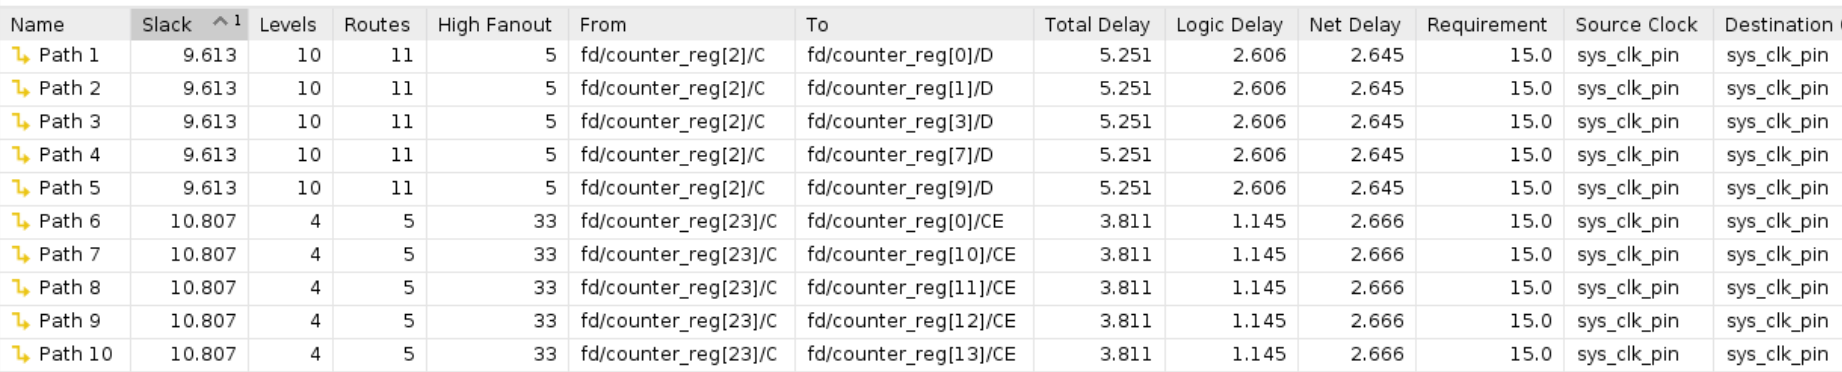 Name Slack 1 Levels Routes High Fanout From To Total Delay Logic Delay Net Delay Requirement Source Clock Destination
Path 1 9.613 10 11 5 fd/counter_reg[2]/C fd/counter_reg[0]/D 5.251 2.606 2.645 15.0 sys_clk_pin sys_clk_pin
Path 2 9.613 10 11 5 fd/counter_reg[2]/C fd/counter_reg[1]/D 5.251 2.606 2.645 15.0 sys_clk_pin sys_clk_pin
Path 3 9.613 10 11 5 fd/counter_reg[2]/C fd/counter_reg[3]/D 5.251 2.606 2.645 15.0 sys_clk_pin sys_clk_pin
Path 4 9.613 10 11 5 fd/counter_reg[2]/C fd/counter_reg[7]/D 5.251 2.606 2.645 15.0 sys_clk_pin sys_clk_pin
Path 5 9.613 10 11 5 fd/counter_reg[2]/C fd/counter_reg[9]/D 5.251 2.606 2.645 15.0 sys_clk_pin sys_clk_pin
Path 6 10.807 4 5 33 fd/counter_reg[23]/C fd/counter_reg[0]/CE 3.811 1.145 2.666 15.0 sys_clk_pin sys_clk_pin
Path 7 10.807 4 5 33 fd/counter_reg[23]/C fd/counter_reg[10]/CE 3.811 1.145 2.666 15.0 sys_clk_pin sys_clk_pin
Path 8 10.807 4 5 33 fd/counter_reg[23]/C fd/counter_reg[11]/CE 3.811 1.145 2.666 15.0 sys_clk_pin sys_clk_pin
Path 9 10.807 4 5 33 fd/counter_reg[23]/C fd/counter_reg[12]/CE 3.811 1.145 2.666 15.0 sys_clk_pin sys_clk_pin
Path 10 10.807 4 5 33 fd/counter_reg[23]/C fd/counter_reg[13]/CE 3.811 1.145 2.666 15.0 sys_clk_pin sys_clk_pin